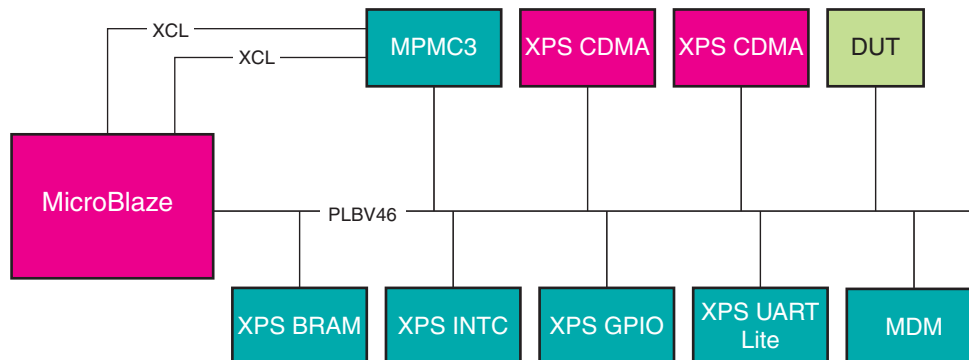 XCL
MPMC3
XPS CDMA
XPS CDMA
DUT
XCL
MicroBlaze
PLBV46
XPS BRAM
XPS INTC
XPS GPIO
XPS UART
Lite
MDM